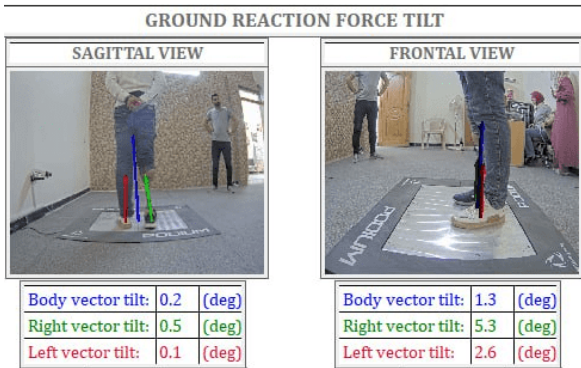 GROUND REACTION FORCE TILT
SAGITTAL VIEW
PODIUM
Body vector tilt: 0.2 (deg)
Right vector tilt: 0.5 (deg)
Left vector tilt: 0.1 (deg)
FRONTAL VIEW
PODIUM
Body vector tilt: 1.3 (deg)
Right vector tilt: 5.3 (deg)
Left vector tilt: 2.6 (deg)